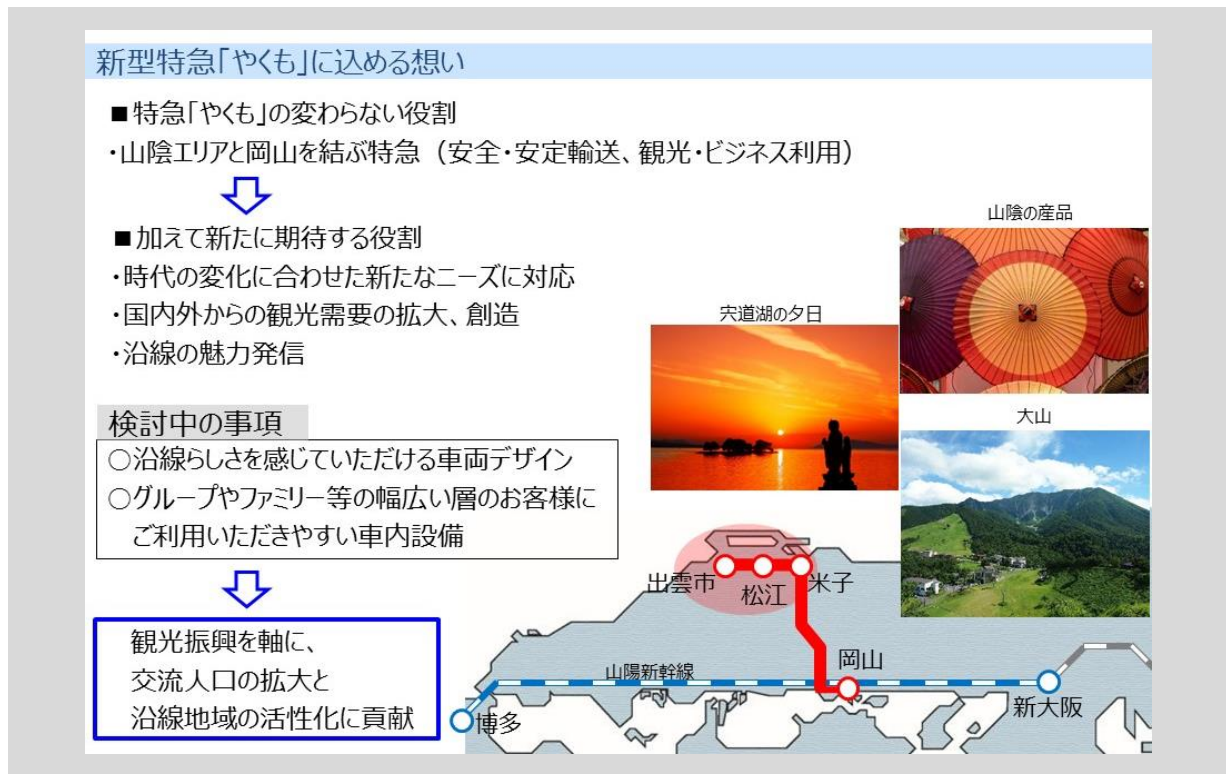 新型特急「やくも」に込める想い
■特急「やくも」の変わらない役割
・山陰エリアと岡山を結ぶ特急（安全・安定輸送、観光・ビジネス利用）
■加えて新たに期待する役割
・時代の変化に合わせた新たなニーズに対応
・国内外からの観光需要の拡大、創造
・沿線の魅力発信
検討中の事項
○沿線らしさを感じていただける車両デザイン
○グループやファミリー等の幅広い層のお客様に
ご利用いただきやすい車内設備
観光振興を軸に、
交流人口の拡大と
沿線地域の活性化に貢献
山陰の産品
宍道湖の夕日
大山
出雲市
松江
米子
岡山
山陽新幹線
新大阪
博多